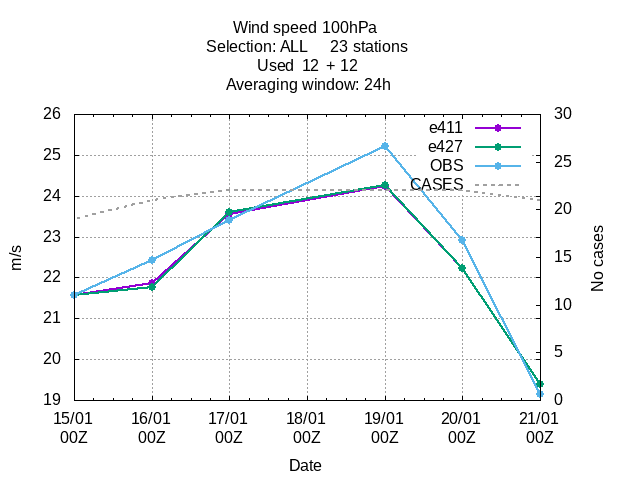 Wind speed 100hPa
Selection: ALL 23 stations
Used 12 + 12
Averaging window: 24h
26
25
24
23
22
21
20
19
30
25
20
15
10
5
0
e411
e427
OBS
CASES
m/s
No cases
15/01 16/01 17/01 18/01 19/01 20/01 21/01
00Z 00Z 00Z 00Z 00Z 00Z 00Z
Date